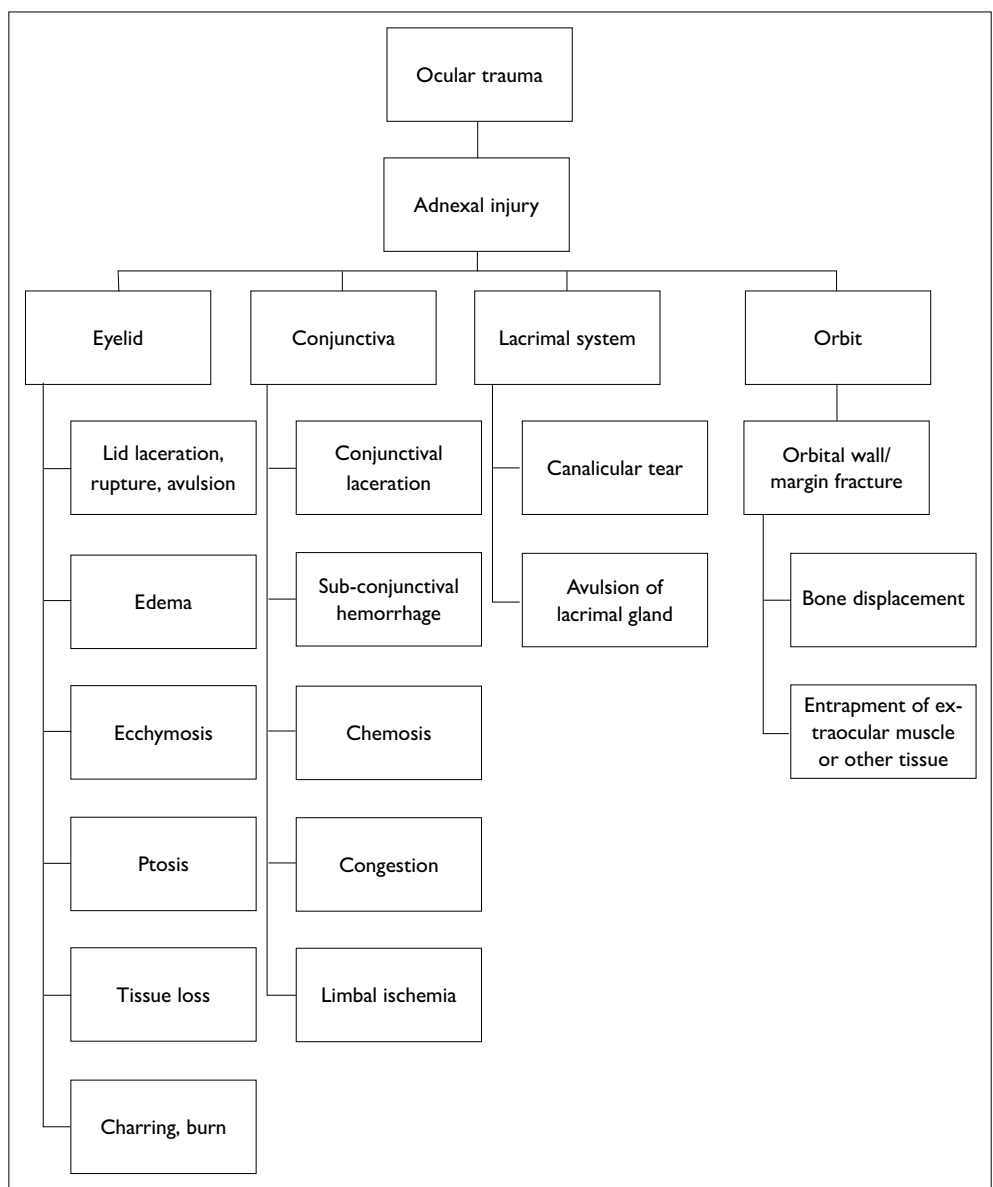 Ocular trauma
Adnexal injury
Eyelid
Conjunctiva
Lacrimal system
Orbit
Lid laceration,
rupture, avulsion
Edema
Ecchymosis
Ptosis
Tissue loss
Charring, burn
Conjunctival
laceration
Sub-conjunctival
hemorrhage
Chemosis
Congestion
Limbal ischemia
Canalicular tear
Avulsion of
lacrimal gland
Orbital wall/
margin fracture
Bone displacement
Entrapment of ex-
traocular muscle
or other tissue